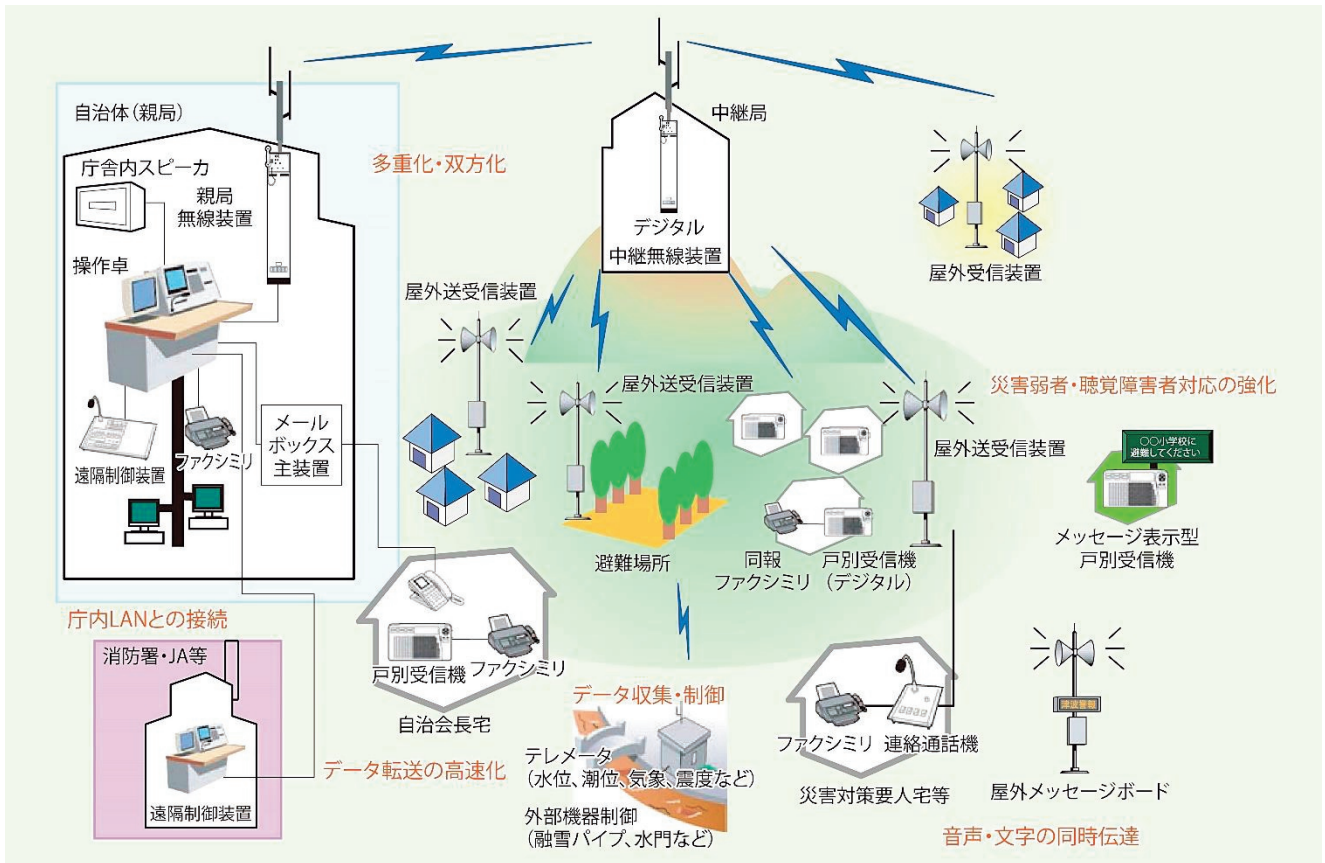 自治体(親局)
庁舎内スピーカ
親局
無線装置
操作卓
遠隔制御装置
ファクシミリ
メール
ボックス
主装置
多重化・双方化
中継局
デジタル
中継無線装置
屋外受信装置
屋外送受信装置
屋外送受信装置
避難場所
同報
ファクシミリ
戸別受信機
(デジタル)
屋外送受信装置
災害弱者・聴覚障害者対応の強化
〇〇小学校に
避難してください
メッセージ表示型
戸別受信機
庁内LANとの接続
消防署・JA等
遠隔制御装置
データ転送の高速化
戸別受信機
ファクシミリ
自治会長宅
データ収集・制御
テレメータ
(水位、潮位、気象、震度など)
外部機器制御
(融雪パイプ、水門など)
ファクシミリ
連絡通話機
災害対策要人宅等
津波警報
屋外メッセージボード
音声・文字の同時伝達